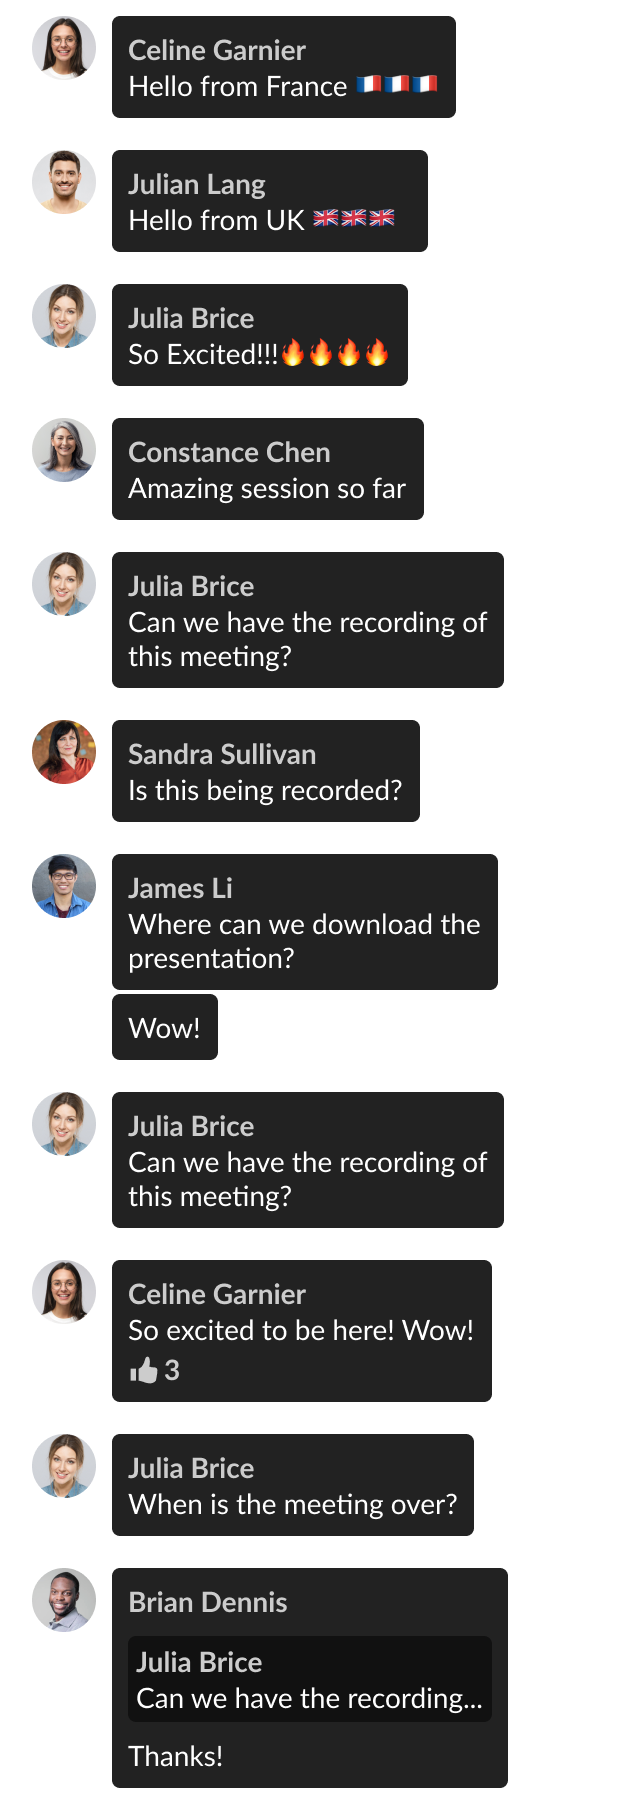 Celine Garnier
Hello from France 🇫🇷🇫🇷🇫🇷
Julian Lang
Hello from UK 🇬🇧🇬🇧🇬🇧
Julia Brice
So Excited!!!🔥🔥🔥🔥
Constance Chen
Amazing session so far
Julia Brice
Can we have the recording of
this meeting?
Sandra Sullivan
Is this being recorded?
James Li
Where can we download the
presentation?
Wow!
Julia Brice
Can we have the recording of
this meeting?
Celine Garnier
So excited to be here! Wow!
👍 3
Julia Brice
When is the meeting over?
Brian Dennis
Julia Brice
Can we have the recording...
Thanks!